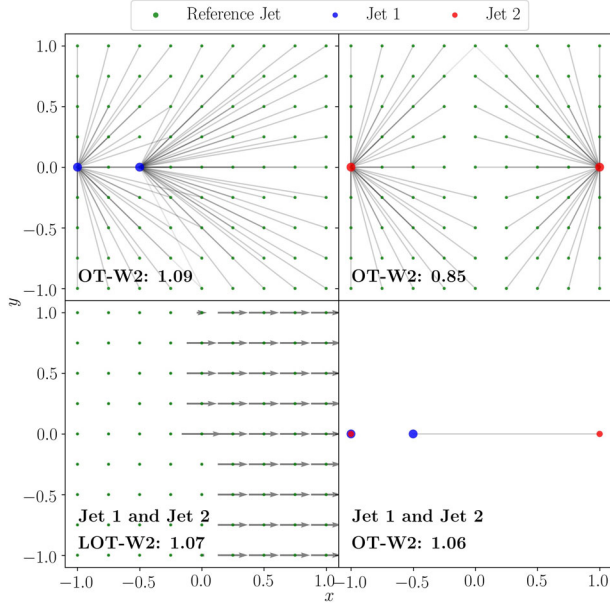 Reference Jet Jet 1 Jet 2
1.0
0.5
0.0
−0.5
−1.0
OT-W2: 1.09
OT-W2: 0.85
y
1.0
0.5
0.0
−0.5
−1.0
Jet 1 and Jet 2
LOT-W2: 1.07
Jet 1 and Jet 2
OT-W2: 1.06
−1.0 −0.5 0.0 0.5 1.0
−1.0 −0.5 0.0 0.5 1.0
x